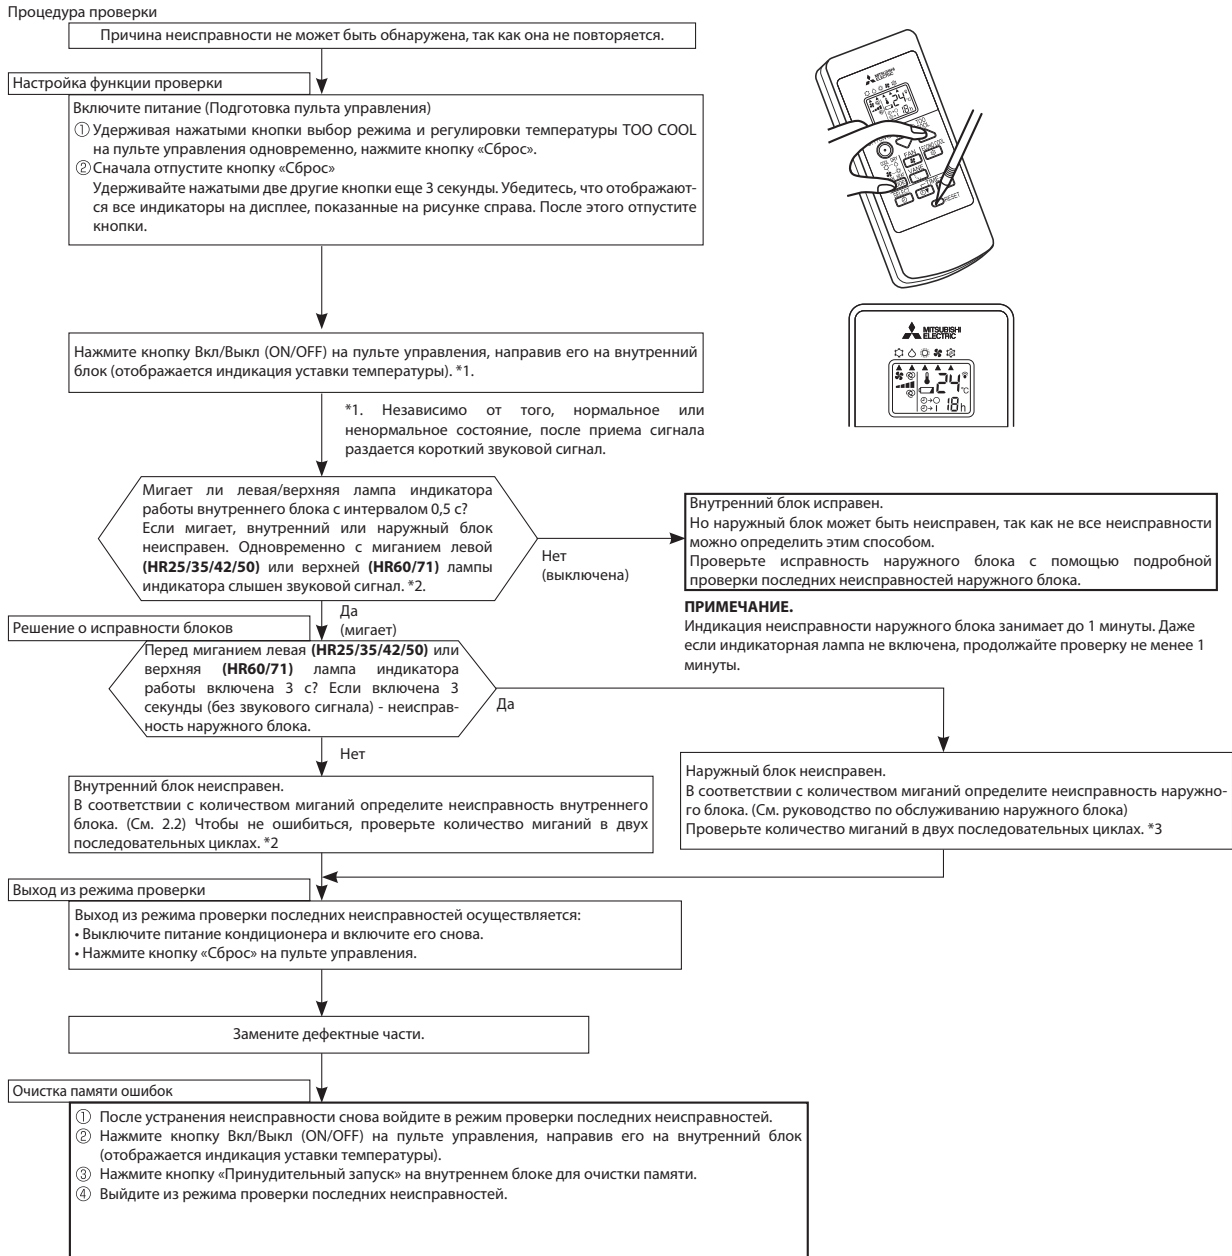 Процедура проверки
Причина неисправности не может быть обнаружена, так как она не повторяется.
Настройка функции проверки
Включите питание (Подготовка пульта управления)
① Удерживая нажатыми кнопки выбор режима и регулировки температуры TOO COOL
на пульте управления одновременно, нажмите кнопку «Сброс».
② Сначала отпустите кнопку «Сброс»
Удерживайте нажатыми две другие кнопки еще 3 секунды. Убедитесь, что отображают-
ся все индикаторы на дисплее, показанные на рисунке справа. После этого отпустите
кнопки.
MITSUBISHI
ELECTRIC
24
18h
TOO
COOL
ECONO COOL
FAN
VANE
RESET
MITSUBISHI
ELECTRIC
24°C
18h
Нажмите кнопку Вкл/Выкл (ON/OFF) на пульте управления, направив его на внутренний
блок (отображается индикация уставки температуры). *1.
*1. Независимо от того, нормальное или
ненормальное состояние, после приема сигнала
раздается короткий звуковой сигнал.
Мигает ли левая/верхняя лампа индикатора
работы внутреннего блока с интервалом 0,5 с?
Если мигает, внутренний или наружный блок
неисправен. Одновременно с миганием левой
(HR25/35/42/50) или верхней (HR60/71) лампы
индикатора слышен звуковой сигнал. *2.
Нет
(выключена)
Внутренний блок исправен.
Но наружный блок может быть неисправен, так как не все неисправности
можно определить этим способом.
Проверьте исправность наружного блока с помощью подробной
проверки последних неисправностей наружного блока.
ПРИМЕЧАНИЕ.
Индикация неисправности наружного блока занимает до 1 минуты. Даже
если индикаторная лампа не включена, продолжайте проверку не менее 1
минуты.
Да
(мигает)
Решение о исправности блоков
Перед миганием левая (HR25/35/42/50) или
верхняя (HR60/71) лампа индикатора
работы включена 3 с? Если включена 3
секунды (без звукового сигнала) - неисправ-
ность наружного блока.
Да
Нет
Внутренний блок неисправен.
В соответствии с количеством миганий определите неисправность внутреннего
блока. (См. 2.2) Чтобы не ошибиться, проверьте количество миганий в двух
последовательных циклах. *2
Наружный блок неисправен.
В соответствии с количеством миганий определите неисправность наружно-
го блока. (См. руководство по обслуживанию наружного блока)
Проверьте количество миганий в двух последовательных циклах. *3
Выход из режима проверки
Выход из режима проверки последних неисправностей осуществляется:
• Выключите питание кондиционера и включите его снова.
• Нажмите кнопку «Сброс» на пульте управления.
Замените дефектные части.
Очистка памяти ошибок
① После устранения неисправности снова войдите в режим проверки последних неисправностей.
② Нажмите кнопку Вкл/Выкл (ON/OFF) на пульте управления, направив его на внутренний блок
(отображается индикация уставки температуры).
③ Нажмите кнопку «Принудительный запуск» на внутреннем блоке для очистки памяти.
④ Выйдите из режима проверки последних неисправностей.